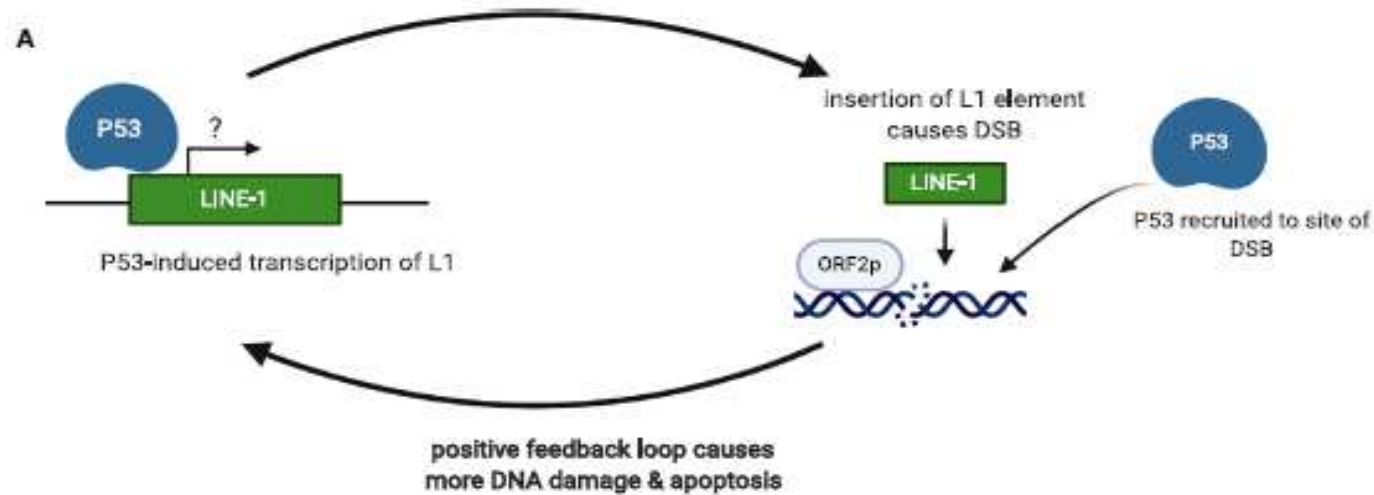 A
P53
?
LINE-1
P53-induced transcription of L1
insertion of L1 element
causes DSB
LINE-1
ORF2p
P53
P53 recruited to site of
DSB
positive feedback loop causes
more DNA damage & apoptosis